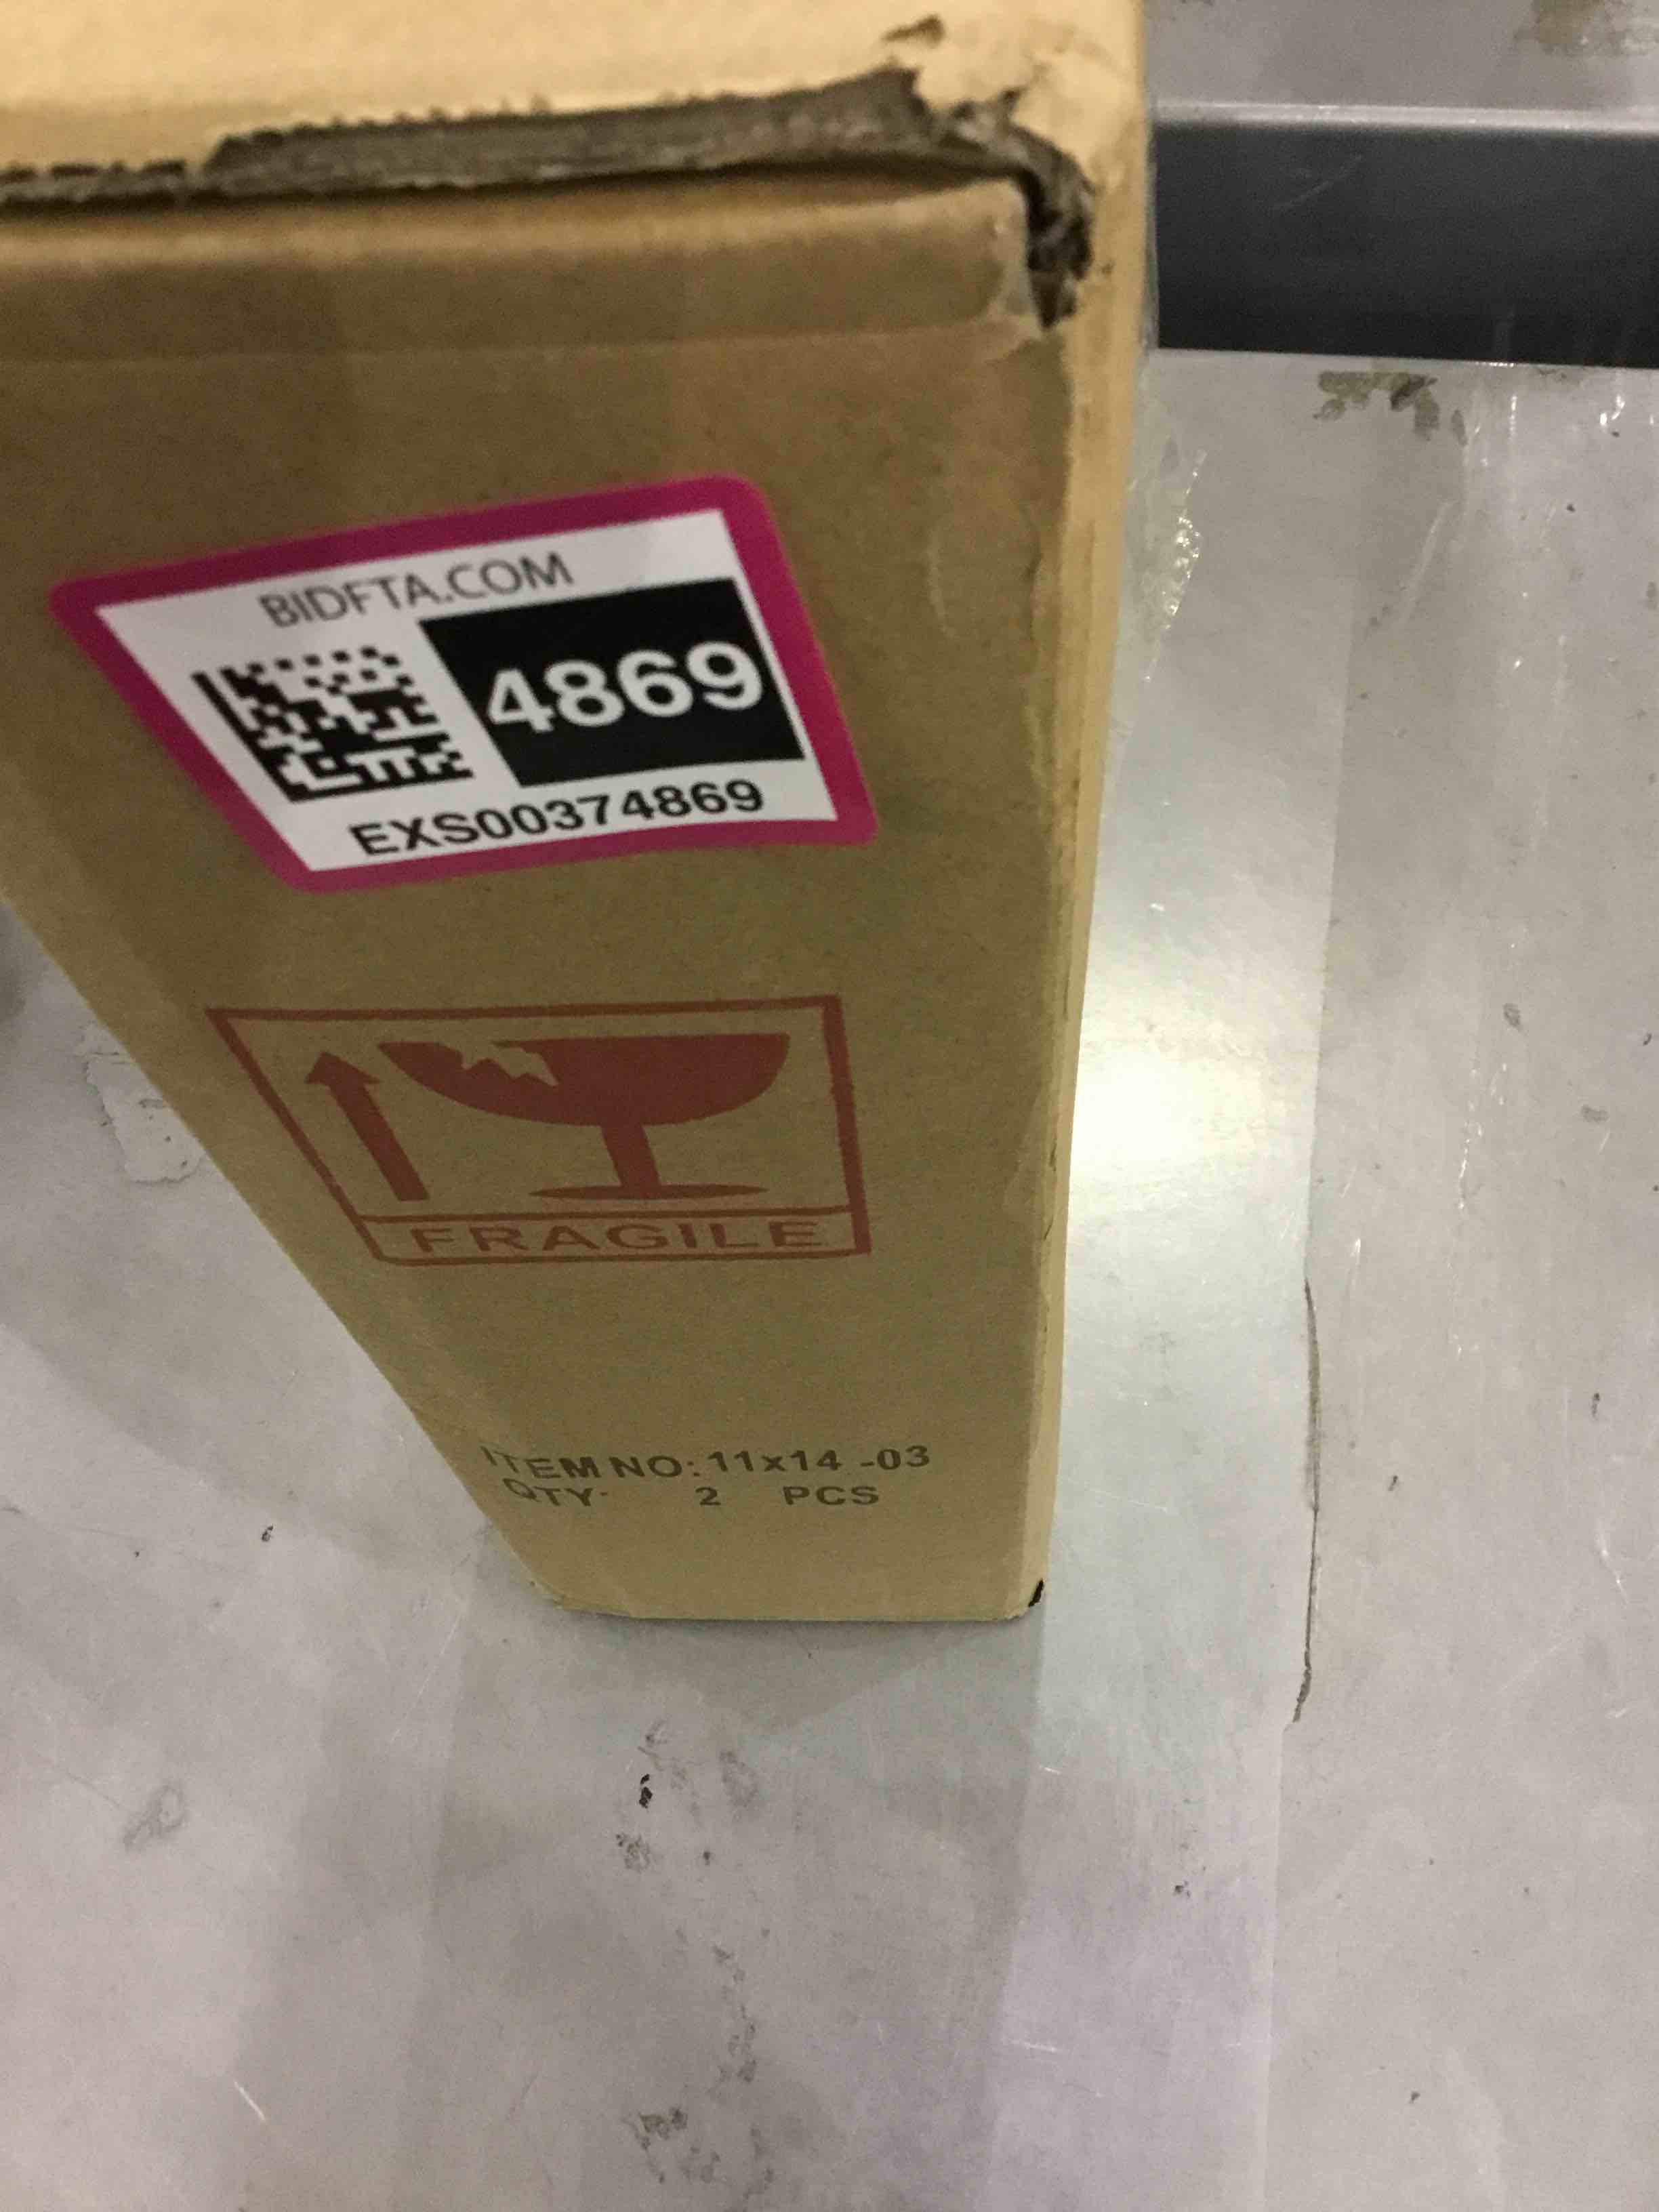 BIDFTA.COM
4869
EXS00374869
FRAGILE
ITEM NO: 11x14 -03
QTY: 2 PCS